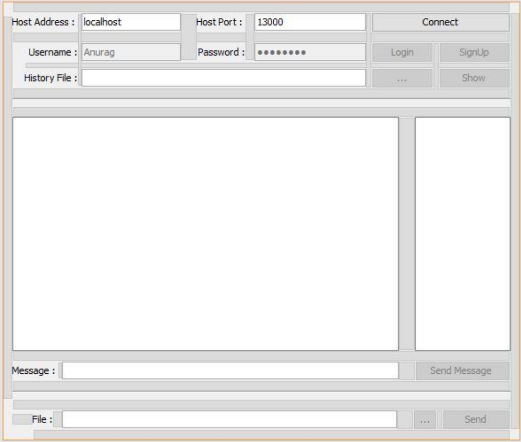 Host Address : localhost Host Port : 13000 Connect
Username : Anurag Password : ●●●●●●●● Login SignUp
History File : ... Show
Message : Send Message
File : ... Send